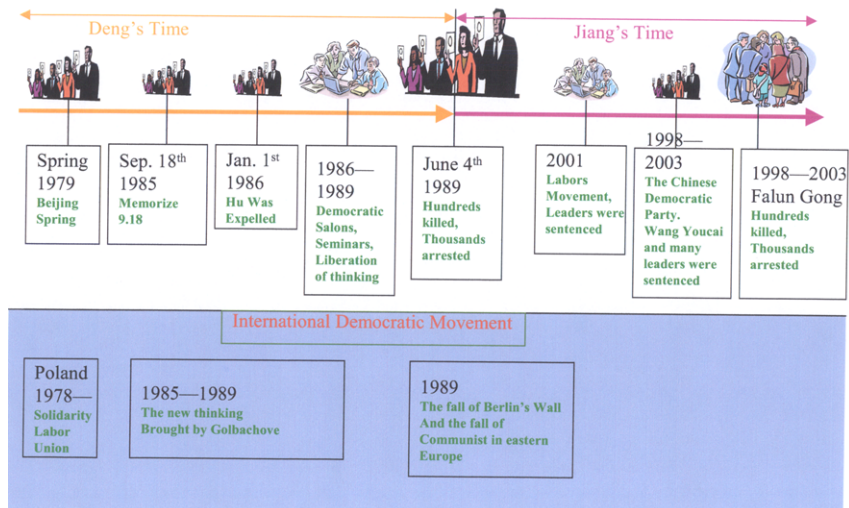 Deng's Time
Jiang's Time
Spring
1979
Beijing
Spring
Sep. 18th
1985
Memorize
9.18
Jan. 1st
1986
Hu Was
Expelled
1986—
1989
Democratic
Salons,
Seminars,
Liberation
of thinking
June 4th
1989
Hundreds
killed,
Thousands
arrested
2001
Labors
Movement,
Leaders were
sentenced
1998—
2003
The Chinese
Democratic
Party.
Wang Youcai
and many
leaders were
sentenced
1998—2003
Falun Gong
Hundreds
killed,
Thousands
arrested
International Democratic Movement
Poland
1978—
Solidarity
Labor
Union
1985—1989
The new thinking
Brought by Golbachove
1989
The fall of Berlin's Wall
And the fall of
Communist in eastern
Europe